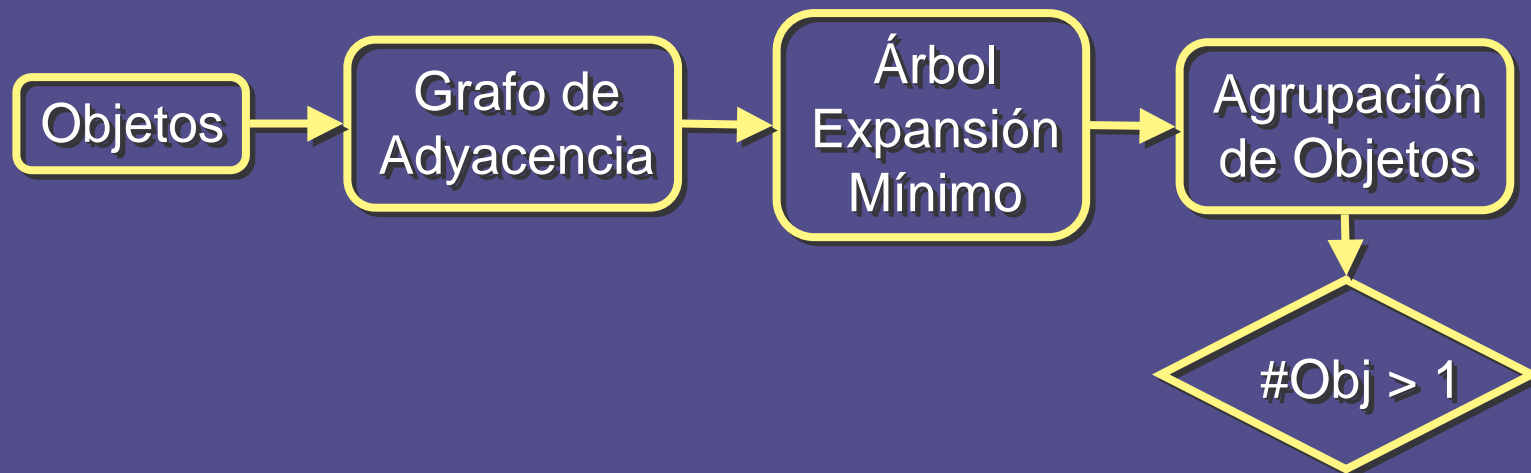 Objetos
Grafo de
Adyacencia
Árbol
Expansión
Mínimo
Agrupación
de Objetos
#Obj > 1